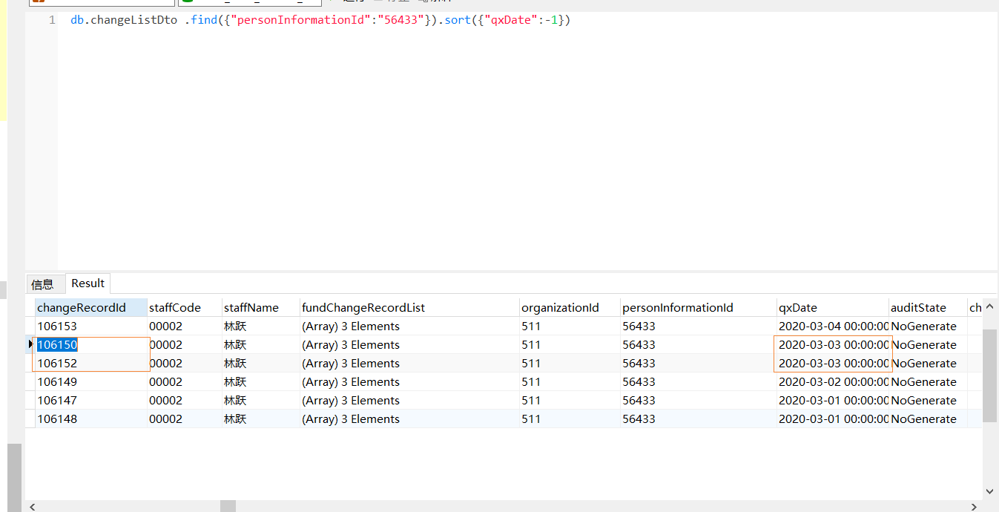 1 db.changeListDto .find({"personInformationId":"56433"}).sort({"qxDate":-1})
信息 Result
changeRecordId staffCode staffName fundChangeRecordList organizationId personInformationId qxDate auditState ch
106153 00002 林跃 (Array) 3 Elements 511 56433 2020-03-04 00:00:00 NoGenerate
106150 00002 林跃 (Array) 3 Elements 511 56433 2020-03-03 00:00:00 NoGenerate
106152 00002 林跃 (Array) 3 Elements 511 56433 2020-03-03 00:00:00 NoGenerate
106149 00002 林跃 (Array) 3 Elements 511 56433 2020-03-02 00:00:00 NoGenerate
106147 00002 林跃 (Array) 3 Elements 511 56433 2020-03-01 00:00:00 NoGenerate
106148 00002 林跃 (Array) 3 Elements 511 56433 2020-03-01 00:00:00 NoGenerate